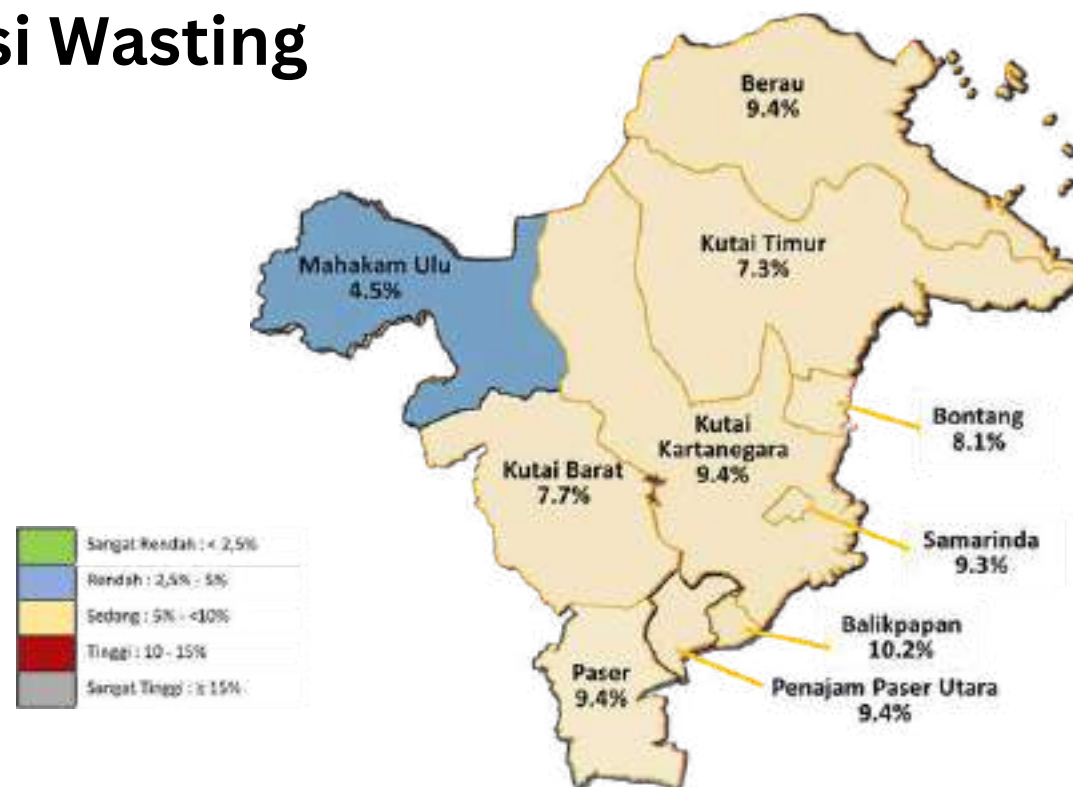 si Wasting
Berau
9.4%
Kutai Timur
7.3%
Mahakam Ulu
4.5%
Bontang
8.1%
Kutai
Kartanegara
9.4%
Kutai Barat
7.7%
Samarinda
9.3%
Balikpapan
10.2%
Penajam Paser Utara
9.4%
Paser
9.4%
Sangat Rendah : < 2,5%
Rendah : 2,5% - 5%
Sedang : 5% - <10%
Tinggi : 10 - 15%
Sangat Tinggi : ≥ 15%